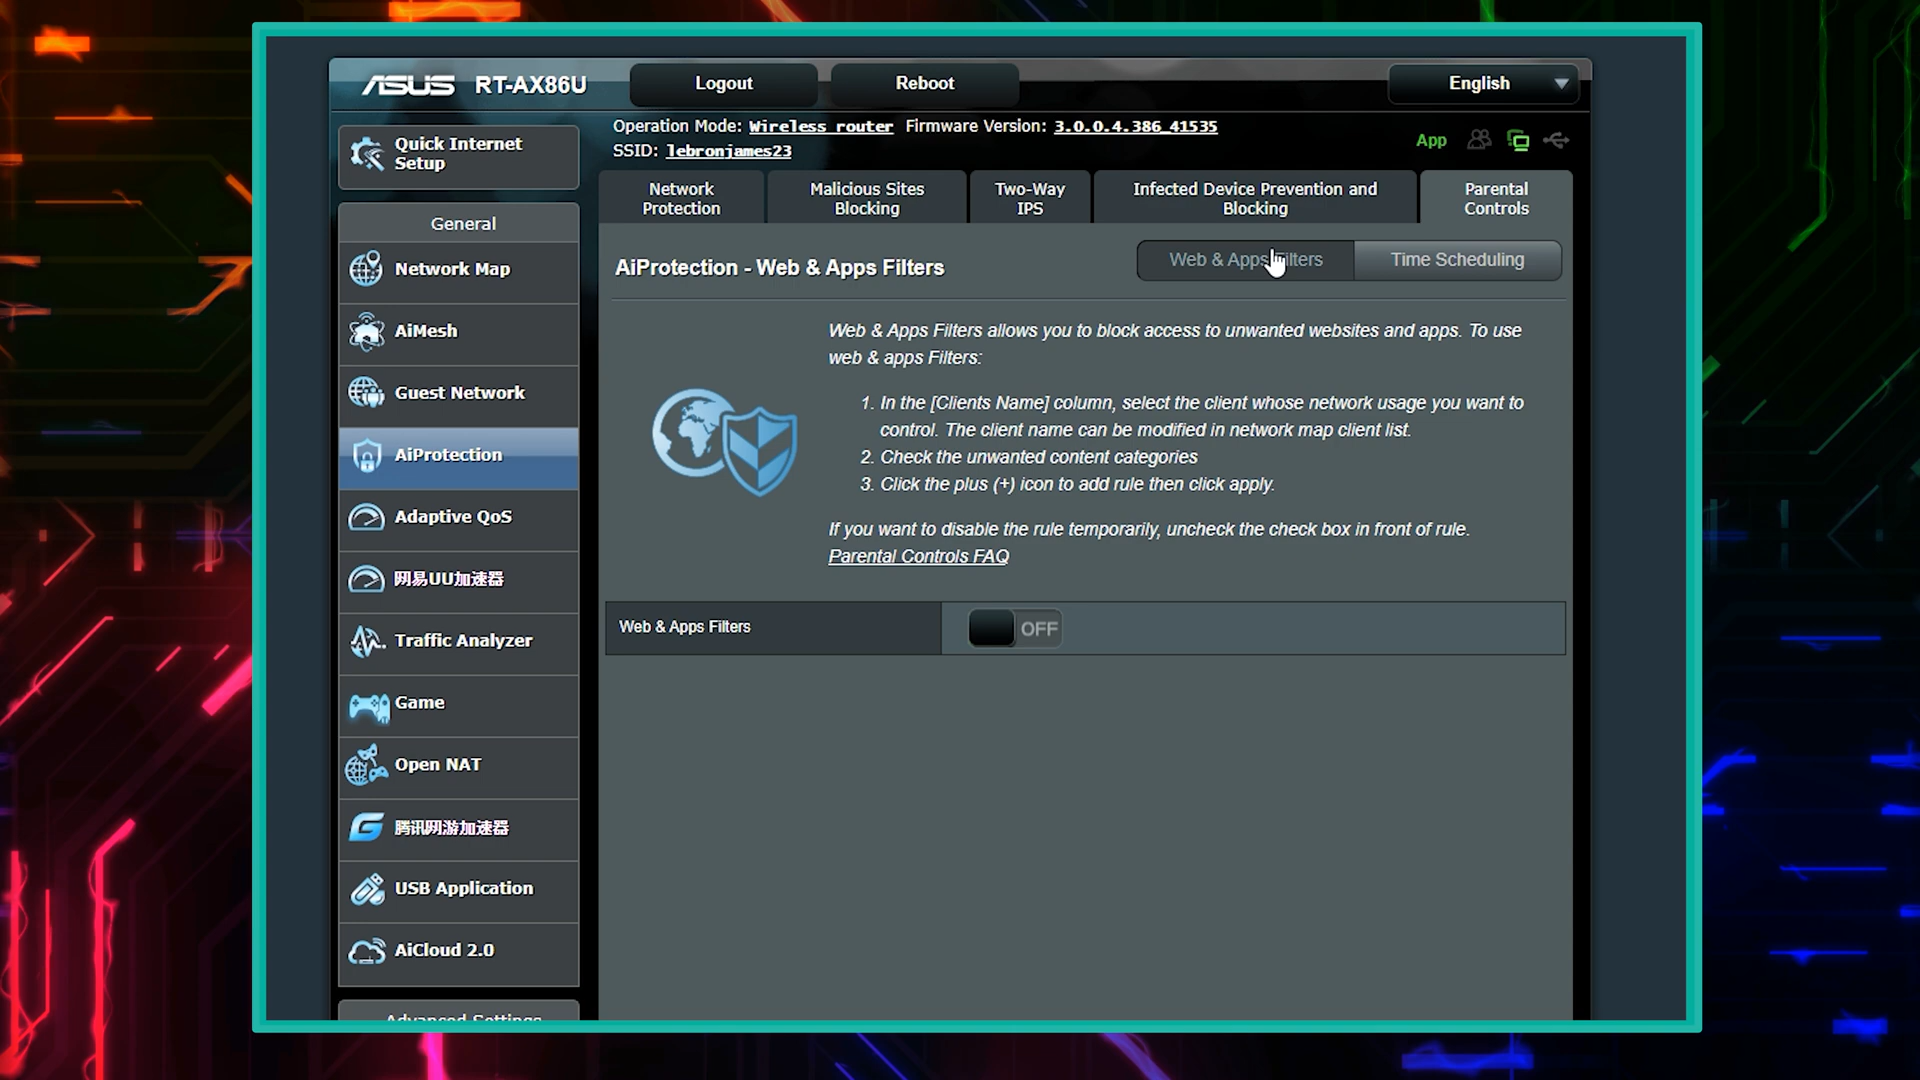 ASUS RT-AX86U
Logout
Reboot
English
Operation Mode: Wireless router Firmware Version: 3.0.0.4.386_41535
SSID: lebronjames23
App
Quick Internet
Setup
General
Network Map
AiMesh
Guest Network
AiProtection
Adaptive QoS
网易UU加速器
Traffic Analyzer
Game
Open NAT
腾讯网游加速器
USB Application
AiCloud 2.0
Advanced Settings
Network
Protection
Malicious Sites
Blocking
Two-Way
IPS
Infected Device Prevention and
Blocking
Parental
Controls
AiProtection - Web & Apps Filters
Web & Apps Filters
Time Scheduling
Web & Apps Filters allows you to block access to unwanted websites and apps. To use
web & apps Filters:
1. In the [Clients Name] column, select the client whose network usage you want to
control. The client name can be modified in network map client list.
2. Check the unwanted content categories
3. Click the plus (+) icon to add rule then click apply.
If you want to disable the rule temporarily, uncheck the check box in front of rule.
Parental Controls FAQ
Web & Apps Filters
OFF